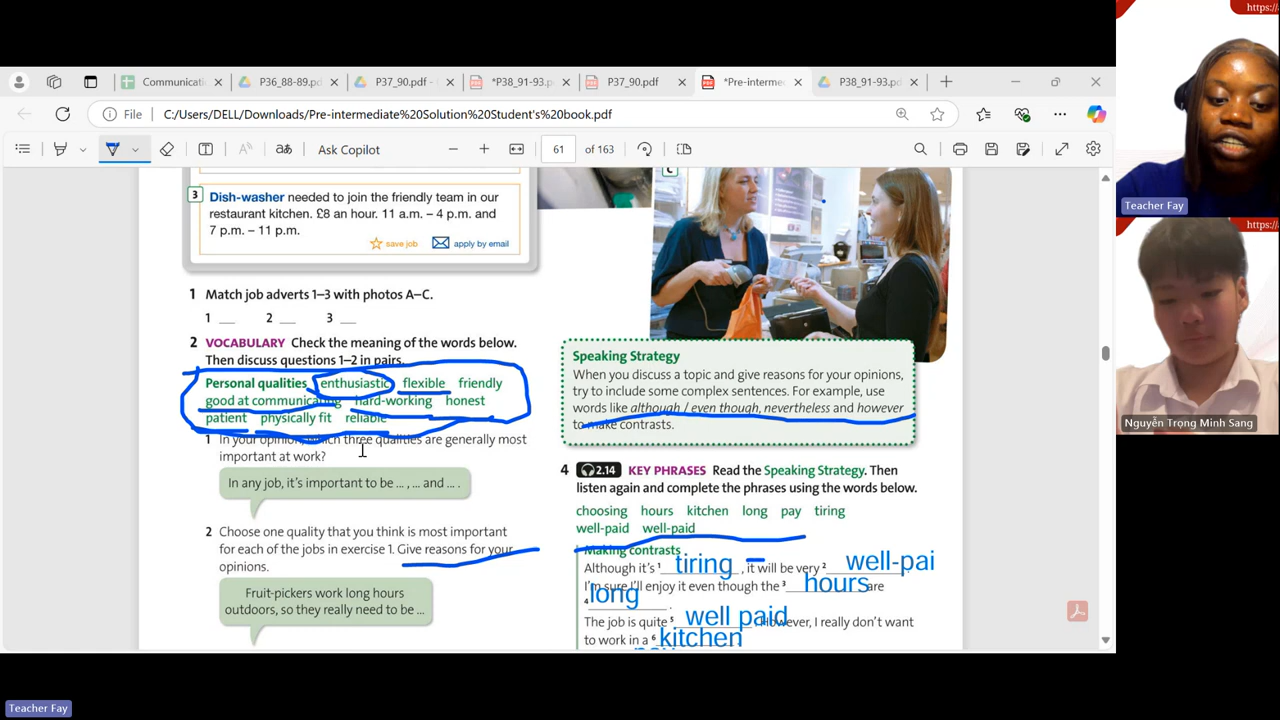 https://
Communicati
P36_88-89.pd
P37_90.pdf -
*P38_91-93.p
P37_90.pdf
*Pre-interme
P38_91-93.pd
File
C:/Users/DELL/Downloads/Pre-intermediate%20Solution%20Student's%20book.pdf
Ask Copilot
61 of 163
3 Dish-washer needed to join the friendly team in our
restaurant kitchen. £8 an hour. 11 a.m. – 4 p.m. and
7 p.m. – 11 p.m.
save job apply by email
C
1 Match job adverts 1–3 with photos A–C.
1 __ 2 __ 3 __
2 VOCABULARY Check the meaning of the words below.
Then discuss questions 1–2 in pairs.
Personal qualities enthusiastic flexible friendly
good at communicating hard-working honest
patient physically fit reliable
1 In your opinion, which three qualities are generally most
important at work?
In any job, it's important to be ... , ... and ... .
2 Choose one quality that you think is most important
for each of the jobs in exercise 1. Give reasons for your
opinions.
Fruit-pickers work long hours
outdoors, so they really need to be ...
Speaking Strategy
When you discuss a topic and give reasons for your opinions,
try to include some complex sentences. For example, use
words like although / even though, nevertheless and however
to make contrasts.
4 2.14 KEY PHRASES Read the Speaking Strategy. Then
listen again and complete the phrases using the words below.
choosing hours kitchen long pay tiring
well-paid well-paid
Making contrasts
Although it's 1 tiring , it will be very 2 well-pai
I'm sure I'll enjoy it even though the 3 hours are
4 long .
The job is quite 5 well paid . However, I really don't want
to work in a 6 kitchen
https://
Teacher Fay
https://
Nguyễn Trọng Minh Sang
Teacher Fay